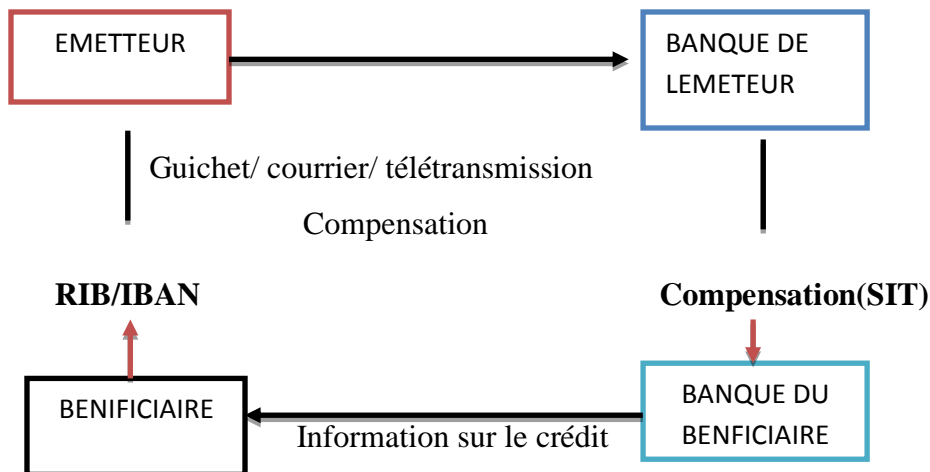 EMETTEUR
BANQUE DE
LEMETEUR
Guichet/ courrier/ télétransmission
Compensation
RIB/IBAN
Compensation(SIT)
BENIFICIAIRE
BANQUE DU
BENFICIAIRE
Information sur le crédit